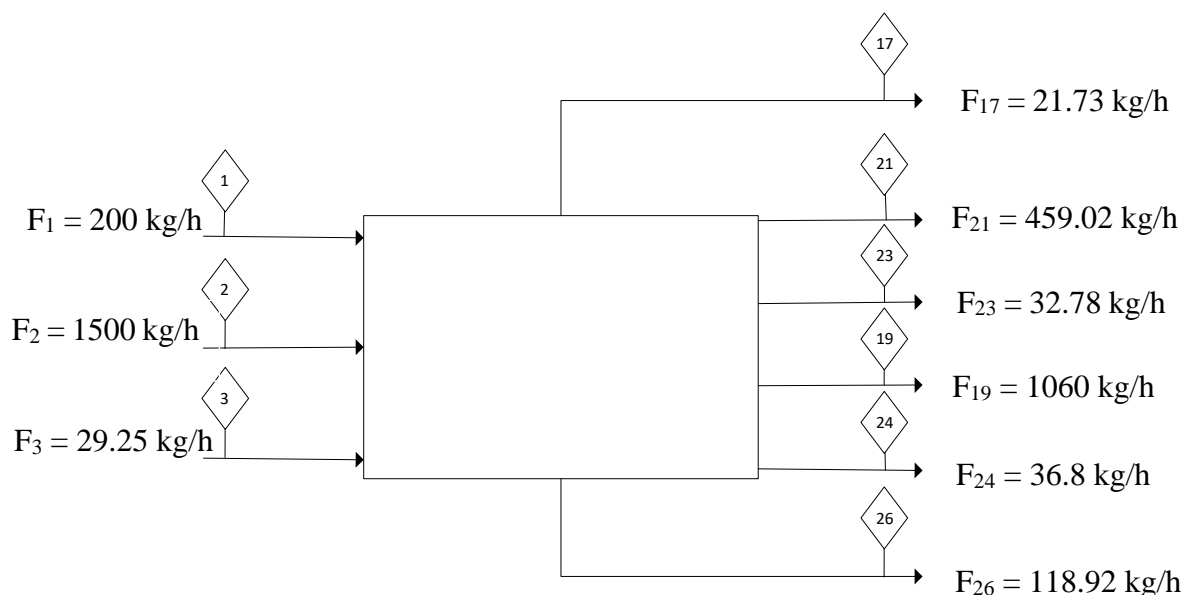 17
F₁₇ = 21.73 kg/h
1
21
F₁ = 200 kg/h
F₂₁ = 459.02 kg/h
23
2
F₂ = 1500 kg/h
F₂₃ = 32.78 kg/h
19
3
F₁₉ = 1060 kg/h
24
F₃ = 29.25 kg/h
F₂₄ = 36.8 kg/h
26
F₂₆ = 118.92 kg/h